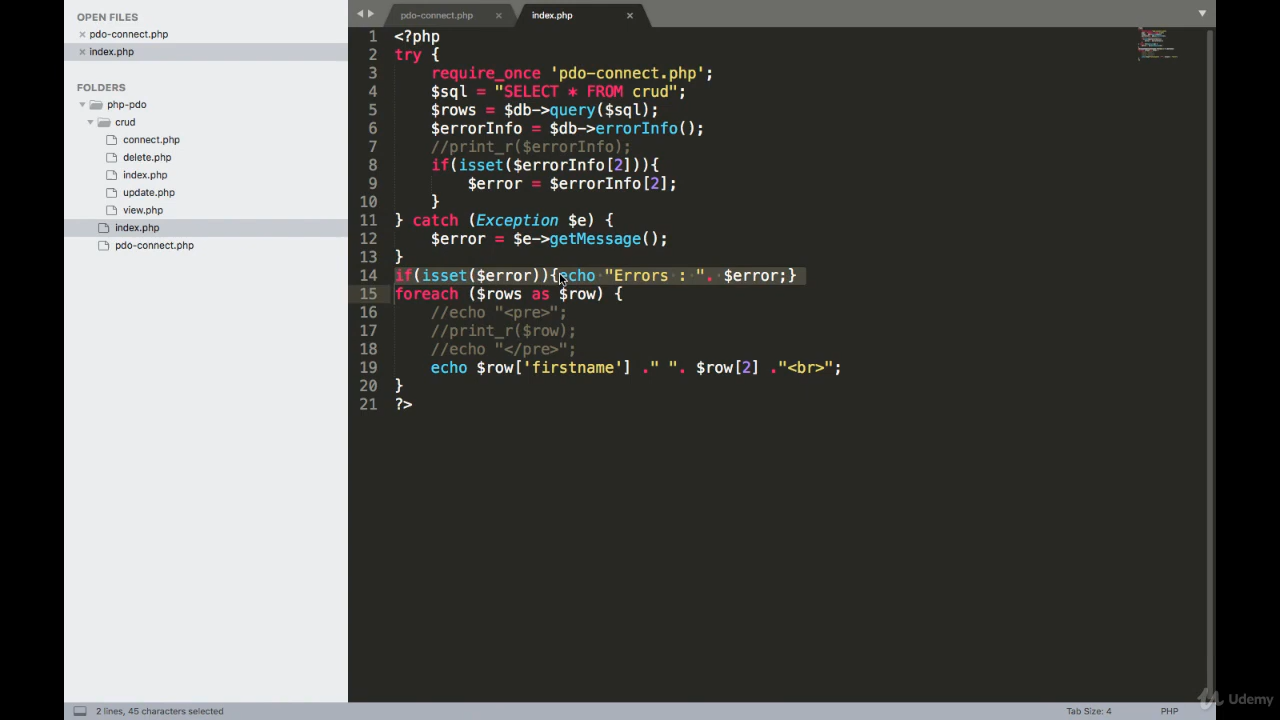 OPEN FILES
pdo-connect.php
index.php
FOLDERS
php-pdo
crud
connect.php
delete.php
index.php
update.php
view.php
index.php
pdo-connect.php
pdo-connect.php
index.php
1 <?php
2 try {
3 require_once 'pdo-connect.php';
4 $sql = "SELECT * FROM crud";
5 $rows = $db->query($sql);
6 $errorInfo = $db->errorInfo();
7 //print_r($errorInfo);
8 if(isset($errorInfo[2])){
9 $error = $errorInfo[2];
10 }
11 } catch (Exception $e) {
12 $error = $e->getMessage();
13 }
14 if(isset($error)){echo "Errors : ". $error;}
15 foreach ($rows as $row) {
16 //echo "<pre>";
17 //print_r($row);
18 //echo "</pre>";
19 echo $row['firstname'] ." ". $row[2] ."<br>";
20 }
21 ?>
2 lines, 45 characters selected
Tab Size: 4
PHP
Udemy